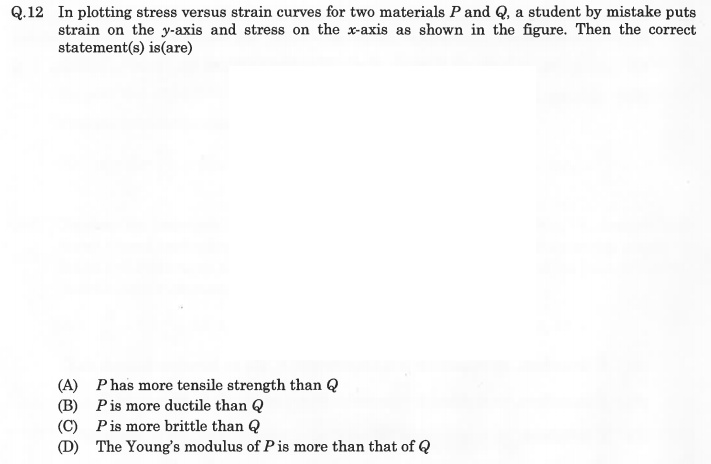 Q.12 In plotting stress versus strain curves for two materials P and Q, a student by mistake puts
strain on the y-axis and stress on the x-axis as shown in the figure. Then the correct
statement(s) is(are)
(A) P has more tensile strength than Q
(B) P is more ductile than Q
(C) P is more brittle than Q
(D) The Young's modulus of P is more than that of Q